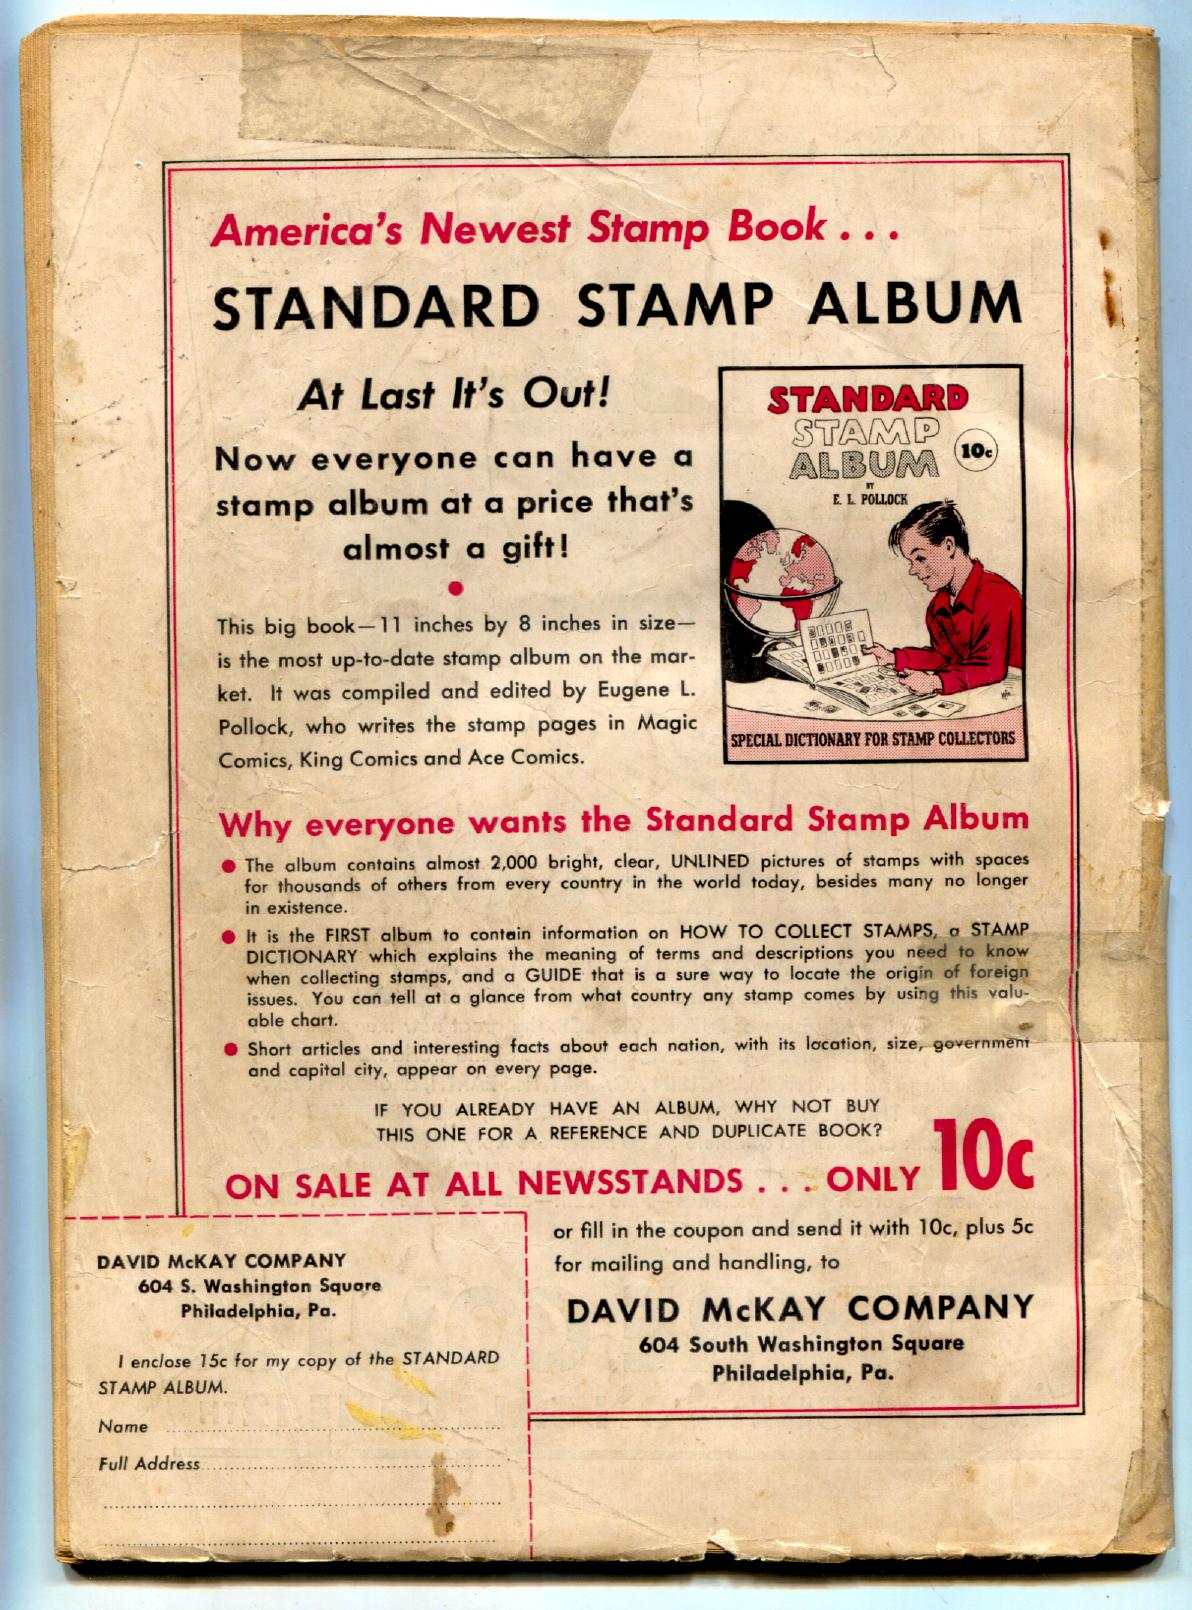 America's Newest Stamp Book . . .
STANDARD STAMP ALBUM
At Last It's Out!
Now everyone can have a
stamp album at a price that's
almost a gift!
This big book—11 inches by 8 inches in size—
is the most up-to-date stamp album on the mar-
ket. It was compiled and edited by Eugene L.
Pollock, who writes the stamp pages in Magic
Comics, King Comics and Ace Comics.
STANDARD
STAMP
ALBUM
10c
BY
E. L. POLLOCK
SPECIAL DICTIONARY FOR STAMP COLLECTORS
Why everyone wants the Standard Stamp Album
● The album contains almost 2,000 bright, clear, UNLINED pictures of stamps with spaces
for thousands of others from every country in the world today, besides many no longer
in existence.
● It is the FIRST album to contain information on HOW TO COLLECT STAMPS, a STAMP
DICTIONARY which explains the meaning of terms and descriptions you need to know
when collecting stamps, and a GUIDE that is a sure way to locate the origin of foreign
issues. You can tell at a glance from what country any stamp comes by using this valu-
able chart.
● Short articles and interesting facts about each nation, with its location, size, government
and capital city, appear on every page.
IF YOU ALREADY HAVE AN ALBUM, WHY NOT BUY
THIS ONE FOR A REFERENCE AND DUPLICATE BOOK?
ON SALE AT ALL NEWSSTANDS . . . ONLY 10c
or fill in the coupon and send it with 10c, plus 5c
for mailing and handling, to
DAVID McKAY COMPANY
604 South Washington Square
Philadelphia, Pa.
DAVID McKAY COMPANY
604 S. Washington Square
Philadelphia, Pa.
I enclose 15c for my copy of the STANDARD
STAMP ALBUM.
Name
Full Address